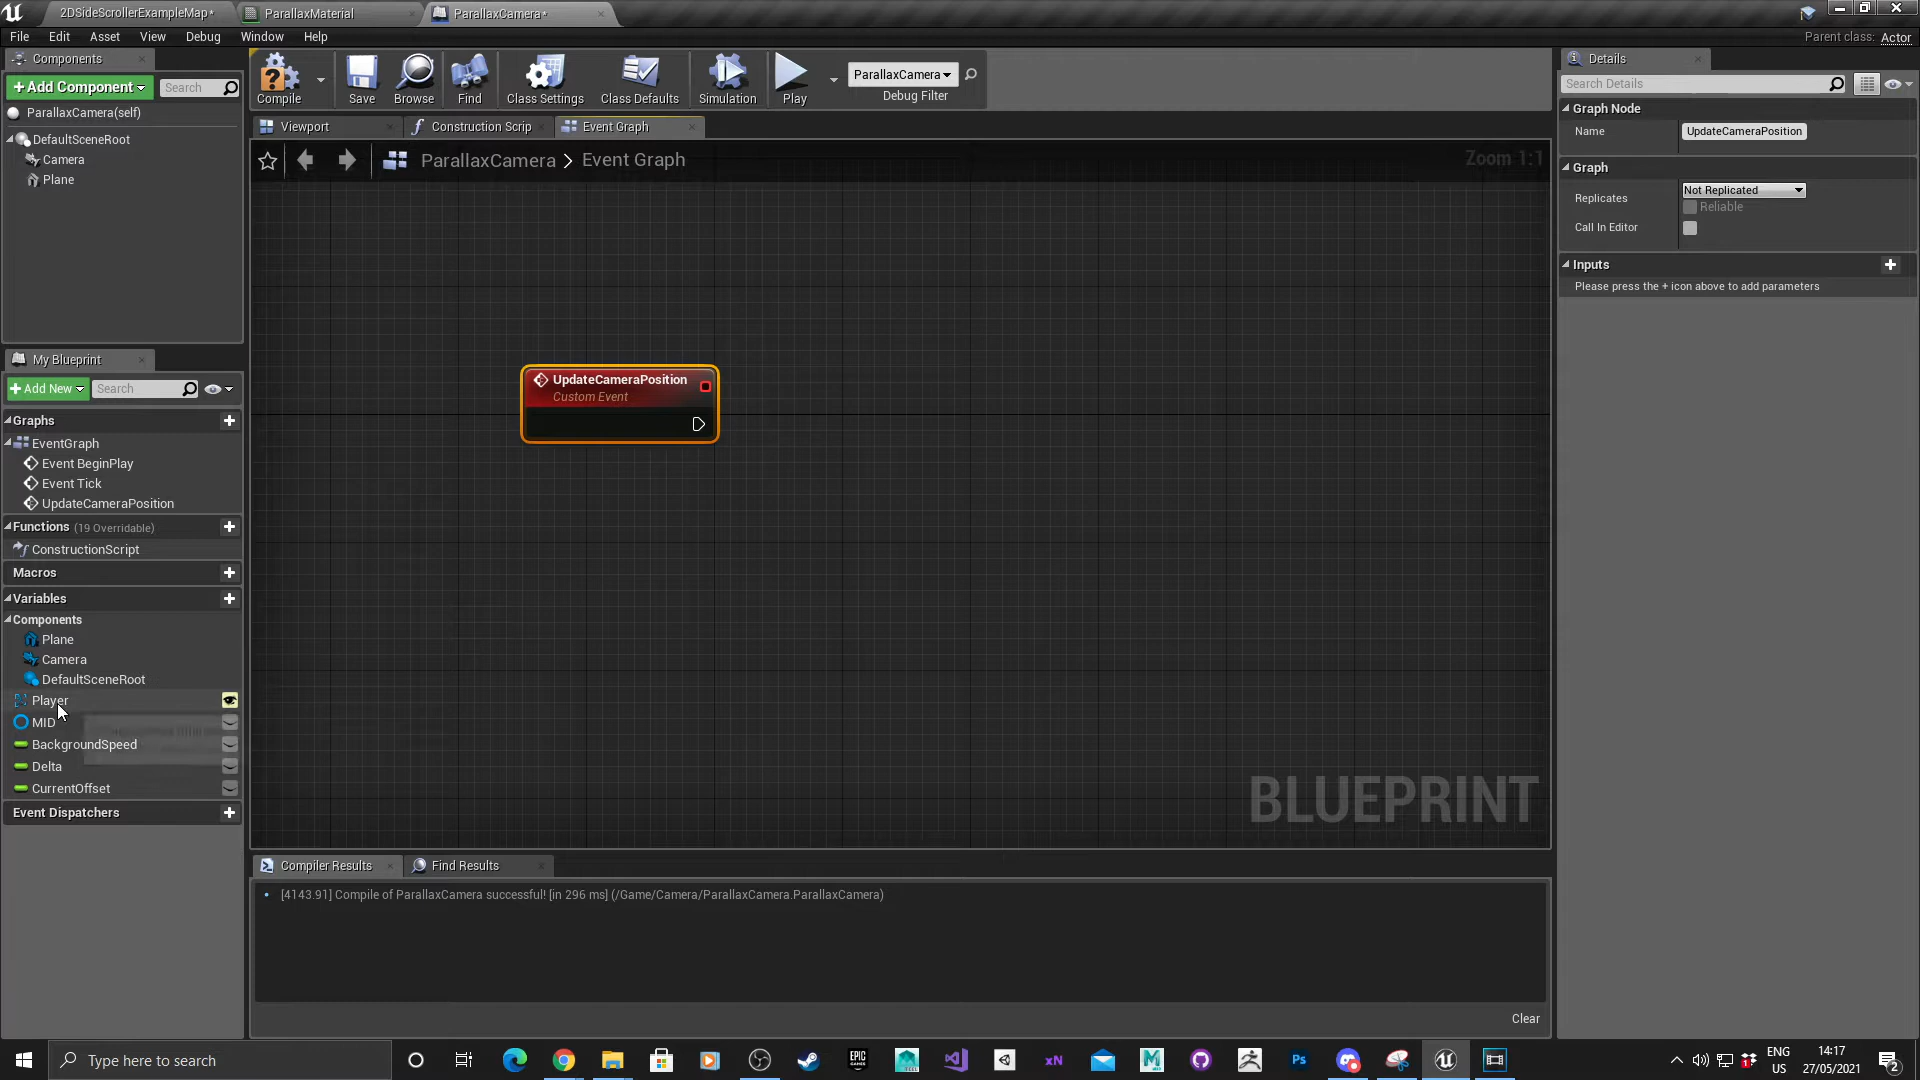 2DSideScrollerExampleMap*
ParallaxMaterial
ParallaxCamera*
File Edit Asset View Debug Window Help
Parent class: Actor
Components
+ Add Component
Search
ParallaxCamera(self)
DefaultSceneRoot
Camera
Plane
Compile
Save
Browse
Find
Class Settings
Class Defaults
Simulation
Play
ParallaxCamera
Debug Filter
Viewport
Construction Scrip
Event Graph
ParallaxCamera > Event Graph
Zoom 1:1
UpdateCameraPosition
Custom Event
BLUEPRINT
My Blueprint
+ Add New
Search
Graphs
EventGraph
Event BeginPlay
Event Tick
UpdateCameraPosition
Functions (19 Overridable)
ConstructionScript
Macros
Variables
Components
Plane
Camera
DefaultSceneRoot
Player
MID
BackgroundSpeed
Delta
CurrentOffset
Event Dispatchers
Compiler Results
Find Results
[4143.91] Compile of ParallaxCamera successful! [in 296 ms] (/Game/Camera/ParallaxCamera.ParallaxCamera)
Clear
Details
Search Details
Graph Node
Name UpdateCameraPosition
Graph
Replicates Not Replicated
Reliable
Call In Editor
Inputs
Please press the + icon above to add parameters
Type here to search
EPIC GAMES
xN
Ps
ENG
US
14:17
27/05/2021
2